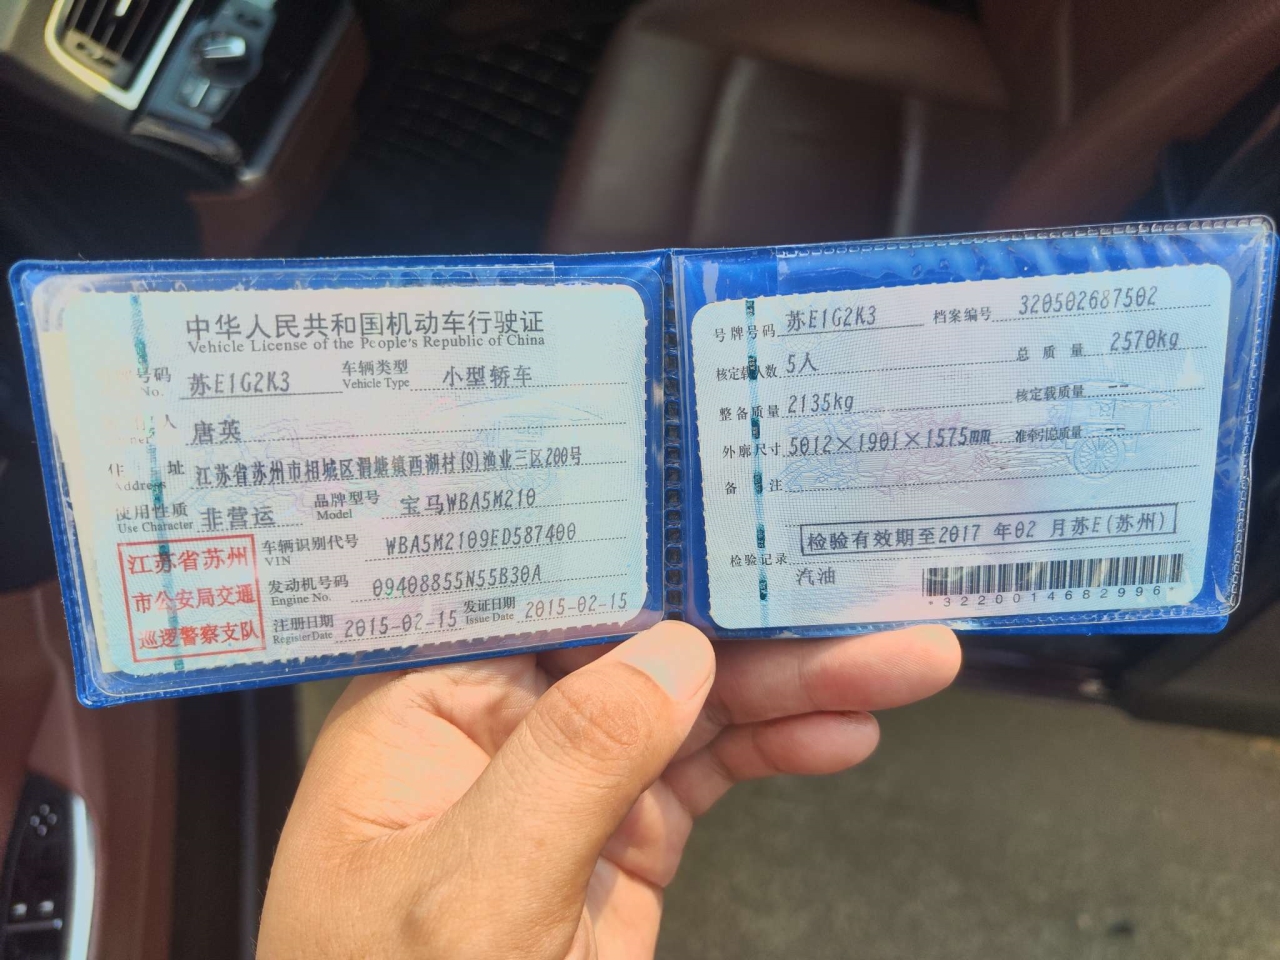 中华人民共和国机动车行驶证
Vehicle License of the People's Republic of China
号码 No. 苏E1G2K3 车辆类型 Vehicle Type 小型轿车
人 唐英
住 址 Address 江苏省苏州市相城区渭塘镇西湖村(9)渔业三区200号
使用性质 Use Character 非营运 品牌型号 Model 宝马WBA5M210
江苏省苏州
市公安局交通
巡逻警察支队
车辆识别代号 VIN WBA5M2109ED587400
发动机号码 Engine No. 09408855N55B30A
注册日期 Register Date 2015-02-15 发证日期 Issue Date 2015-02-15
号牌号码 苏E1G2K3 档案编号 320502687502
核定载人数 5人 总质量 2570kg
整备质量 2135kg 核定载质量 --
外廓尺寸 5012×1901×1575mm 准牵引总质量 --
备 注
检验有效期至2017 年02 月苏E(苏州)
检验记录
汽油
*3220014682996*